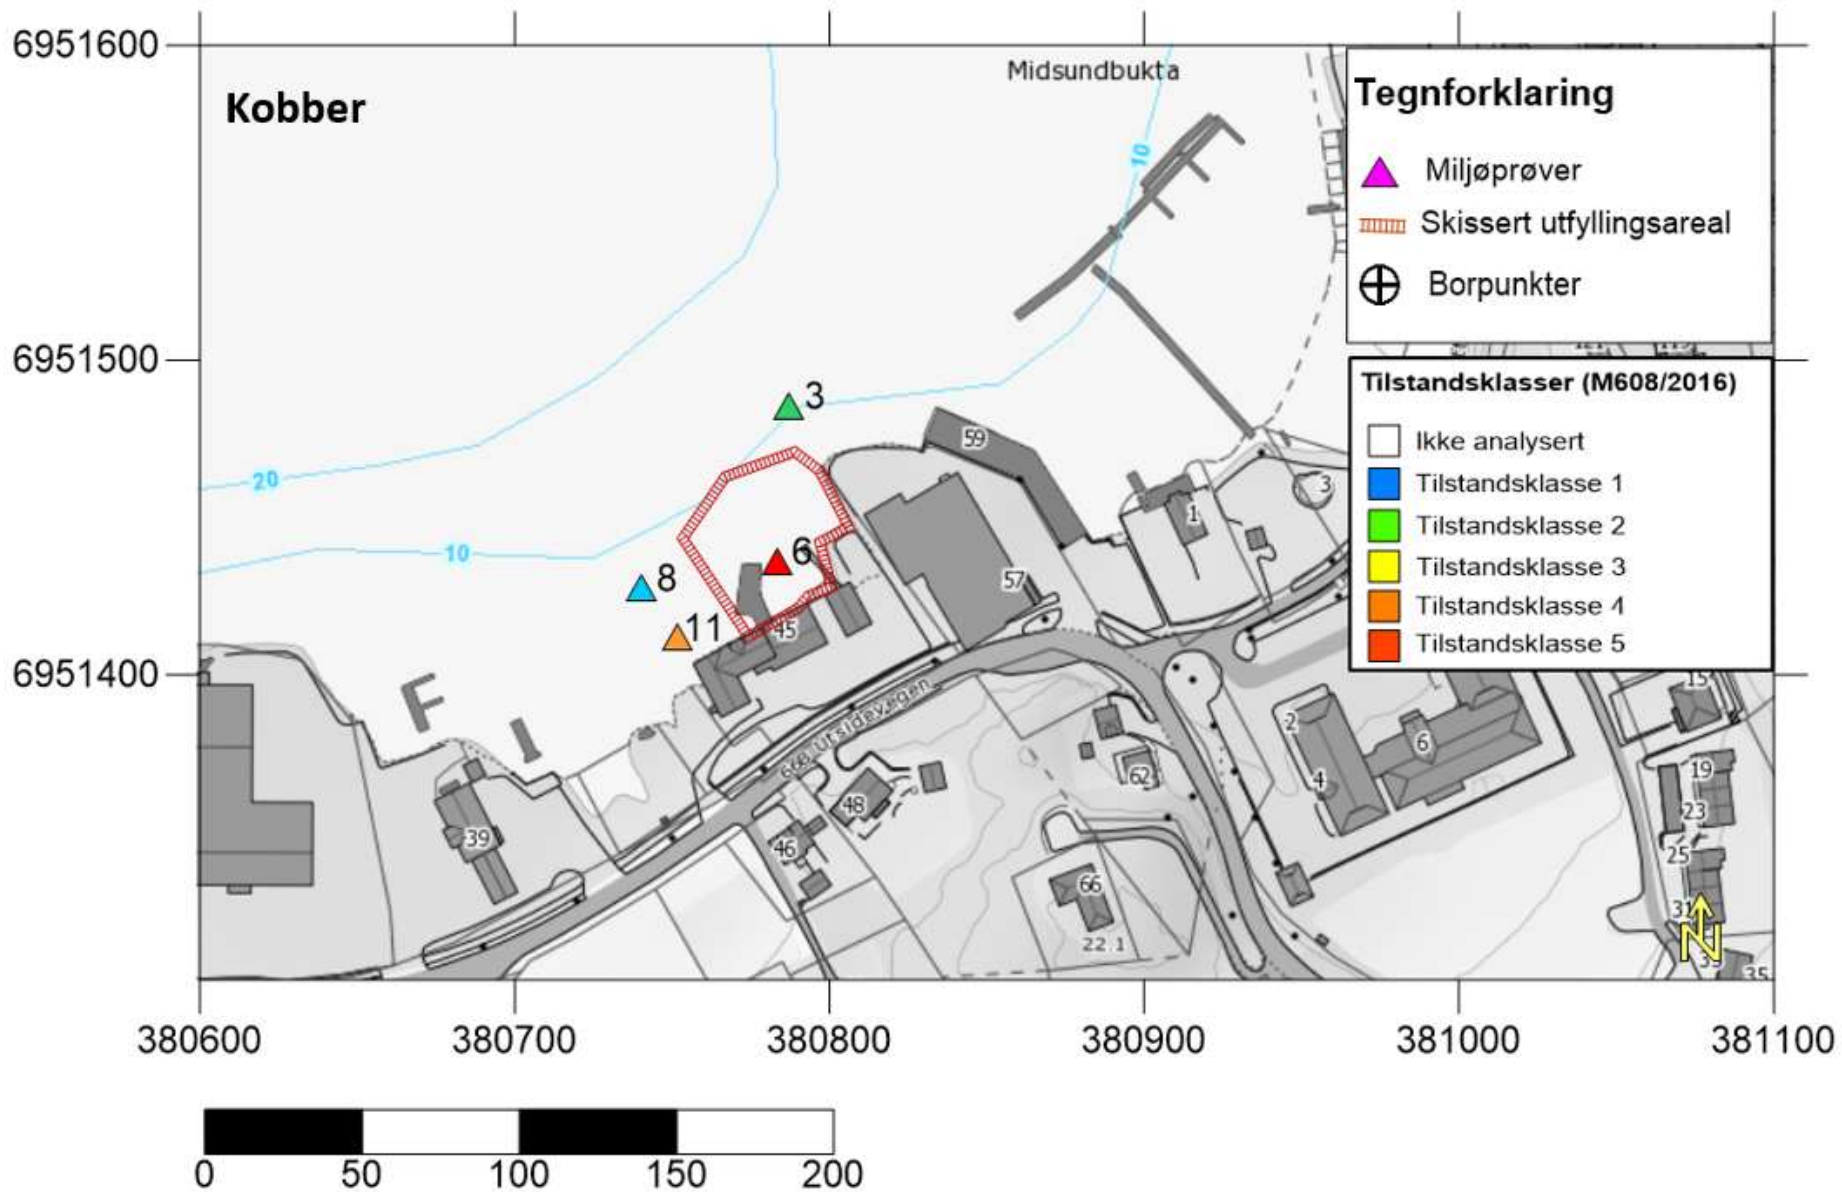 6951600
6951500
6951400
Kobber
Midsundbukta
10
20
10
3
6
8
11
59
57
45
1
3
Tegnforklaring
Miljøprøver
Skissert utfyllingsareal
Borpunkter
Tilstandsklasser (M608/2016)
Ikke analysert
Tilstandsklasse 1
Tilstandsklasse 2
Tilstandsklasse 3
Tilstandsklasse 4
Tilstandsklasse 5
668 Utsidevegen
39
46
48
62
66
22.1
2
4
6
15
19
23
25
31
35
N
380600 380700 380800 380900 381000 381100
0 50 100 150 200